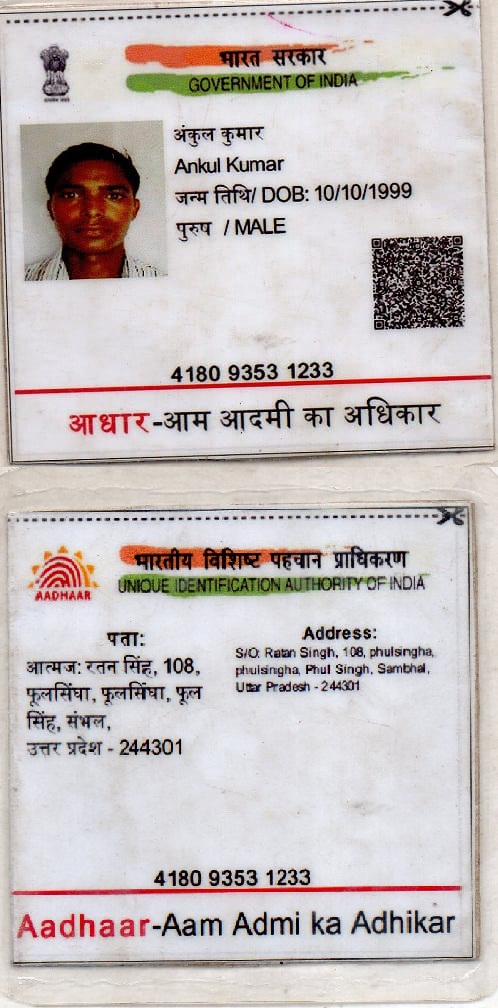 भारत सरकार
GOVERNMENT OF INDIA
अंकुल कुमार
Ankul Kumar
जन्म तिथि/ DOB: 10/10/1999
पुरुष / MALE
4180 9353 1233
आधार-आम आदमी का अधिकार
भारतीय विशिष्ट पहचान प्राधिकरण
UNIQUE IDENTIFICATION AUTHORITY OF INDIA
AADHAAR
पता:
आत्मज: रतन सिंह, 108,
फूलसिंघा, फूलसिंघा, फूल
सिंह, संभल,
उत्तर प्रदेश - 244301
Address:
S/O: Ratan Singh, 108, phulsingha,
phulsingha, Phul Singh, Sambhal,
Uttar Pradesh - 244301
4180 9353 1233
Aadhaar-Aam Admi ka Adhikar